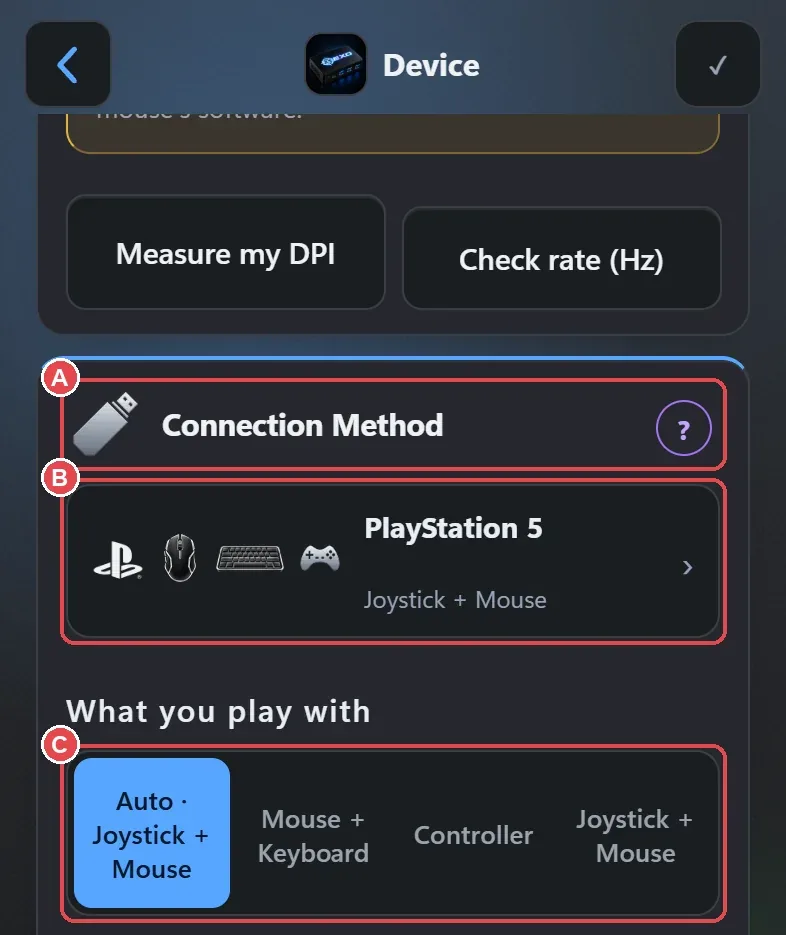 Device
✓
mouse's software.
Measure my DPI
Check rate (Hz)
A
Connection Method
?
B
PlayStation 5
Joystick + Mouse
›
What you play with
C
Auto ·
Joystick +
Mouse
Mouse +
Keyboard
Controller
Joystick +
Mouse